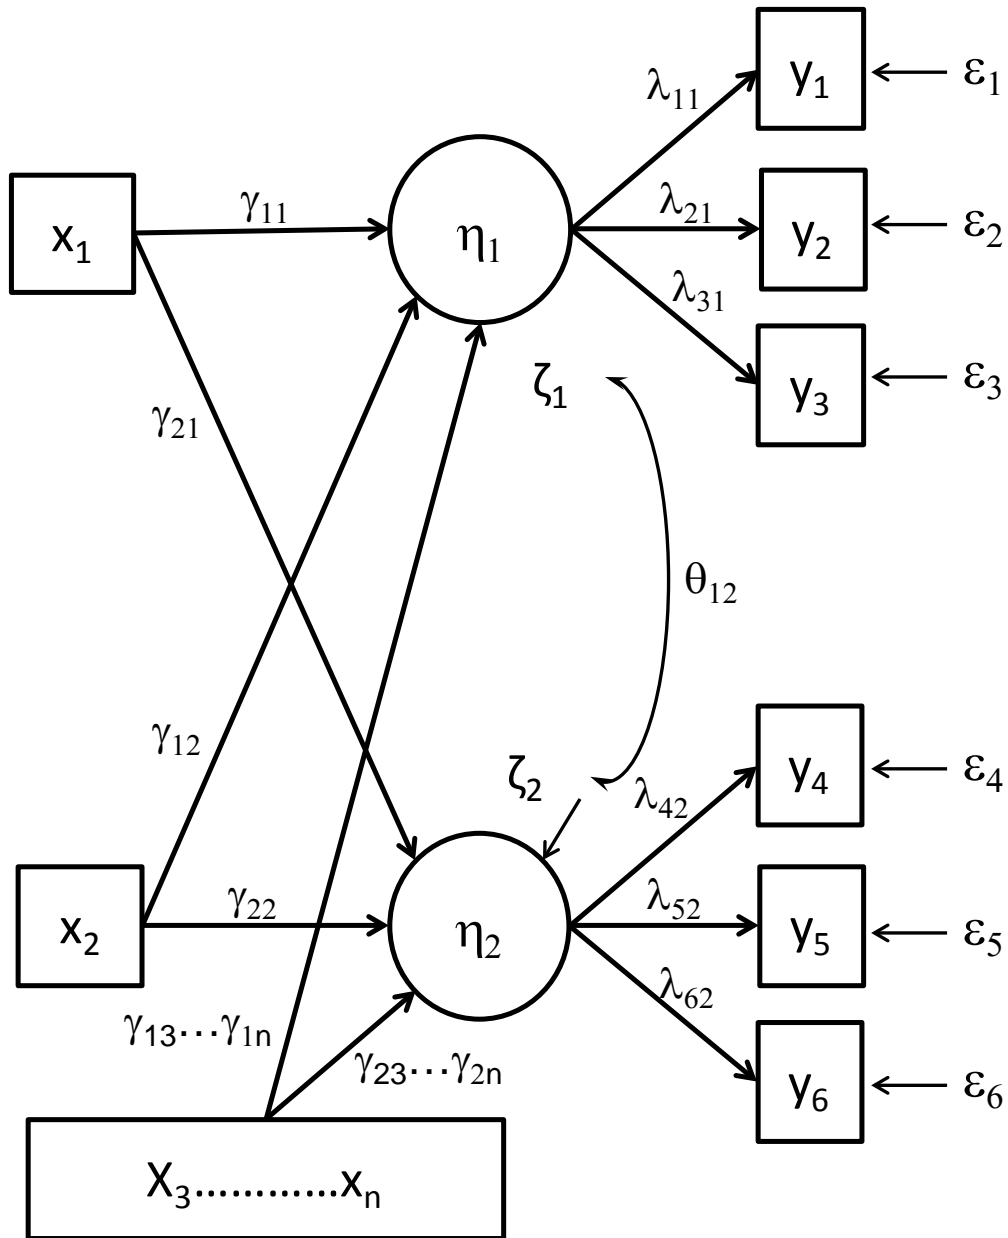 y₁
ε₁
λ₁₁
x₁
γ₁₁
η₁
λ₂₁
y₂
ε₂
λ₃₁
y₃
ε₃
ζ₁
γ₂₁
θ₁₂
γ₁₂
ζ₂
λ₄₂
y₄
ε₄
x₂
γ₂₂
η₂
λ₅₂
y₅
ε₅
λ₆₂
γ₁₃...γ₁ₙ
γ₂₃...γ₂ₙ
y₆
ε₆
X₃............xₙ